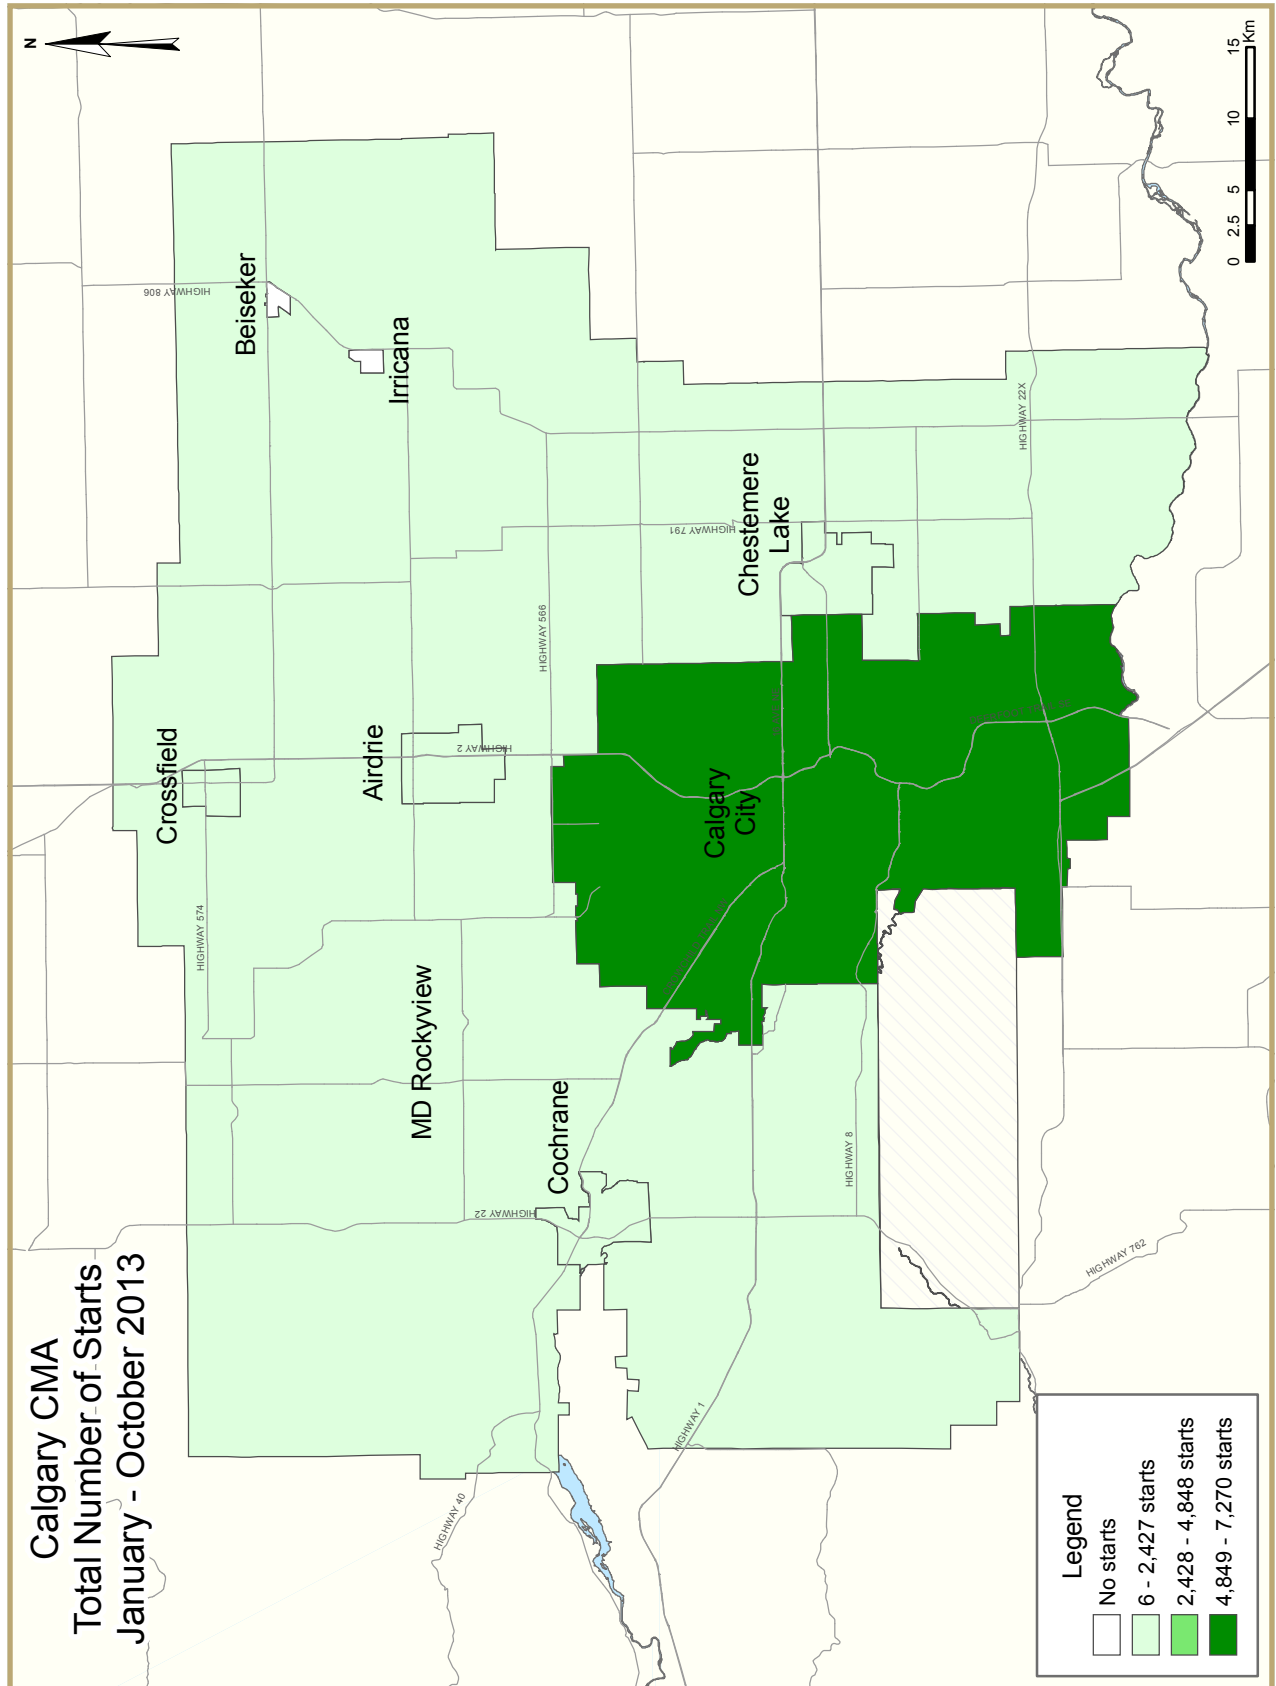 Calgary CMA
Total Number of Starts
January - October 2013
N
Beiseker
HIGHWAY 806
Irricana
Crossfield
Airdrie
HIGHWAY 2
HIGHWAY 566
HIGHWAY 574
MD Rockyview
Cochrane
HIGHWAY 22
HIGHWAY 40
HIGHWAY 1
HIGHWAY 8
HIGHWAY 762
Calgary
City
Chestemere
Lake
HIGHWAY 791
HIGHWAY 22X
Legend
No starts
6 - 2,427 starts
2,428 - 4,848 starts
4,849 - 7,270 starts
0 2.5 5 10 15
Km